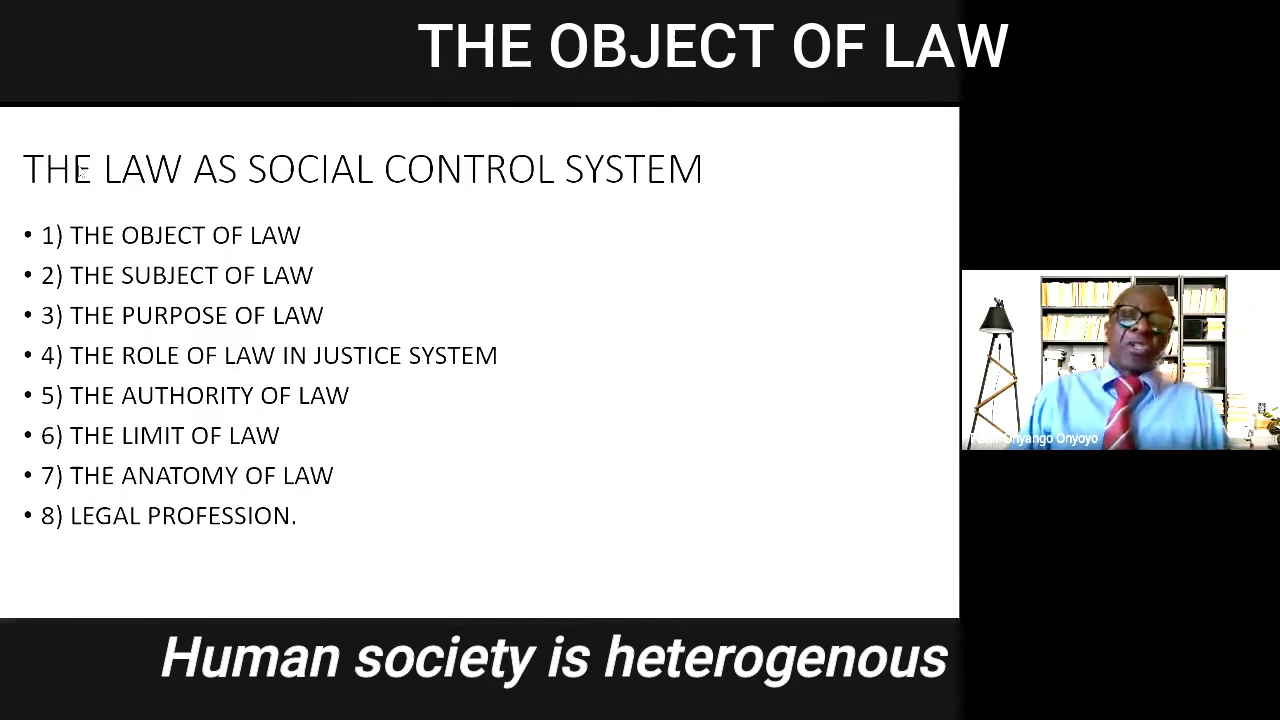 THE OBJECT OF LAW
THE LAW AS SOCIAL CONTROL SYSTEM
• 1) THE OBJECT OF LAW
• 2) THE SUBJECT OF LAW
• 3) THE PURPOSE OF LAW
• 4) THE ROLE OF LAW IN JUSTICE SYSTEM
• 5) THE AUTHORITY OF LAW
• 6) THE LIMIT OF LAW
• 7) THE ANATOMY OF LAW
• 8) LEGAL PROFESSION.
Onyango Onyoyo
Human society is heterogenous